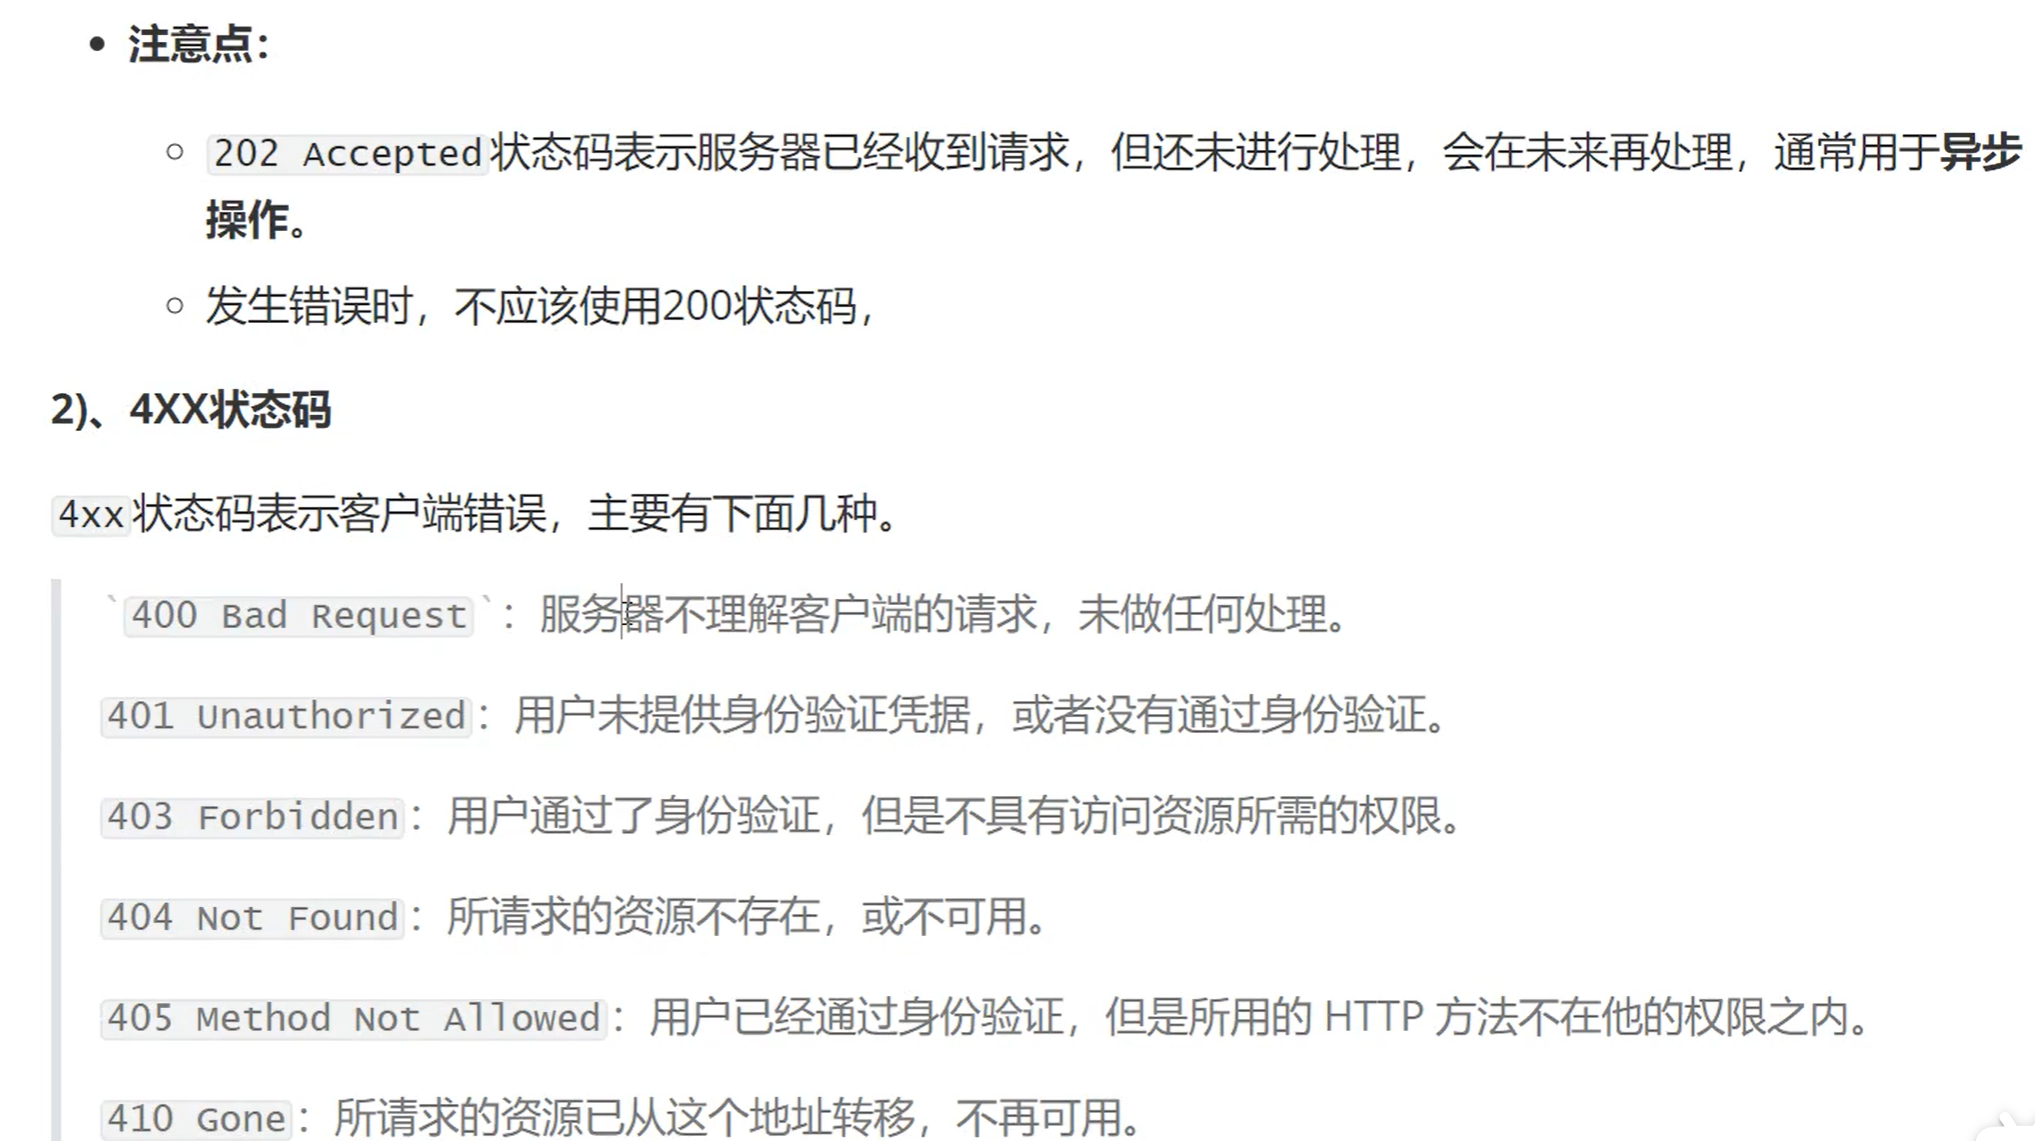 • 注意点：
○ 202 Accepted状态码表示服务器已经收到请求，但还未进行处理，会在未来再处理，通常用于异步
操作。
○ 发生错误时，不应该使用200状态码，
2)、4XX状态码
4xx状态码表示客户端错误，主要有下面几种。
`400 Bad Request`：服务器不理解客户端的请求，未做任何处理。
401 Unauthorized：用户未提供身份验证凭据，或者没有通过身份验证。
403 Forbidden：用户通过了身份验证，但是不具有访问资源所需的权限。
404 Not Found：所请求的资源不存在，或不可用。
405 Method Not Allowed：用户已经通过身份验证，但是所用的 HTTP 方法不在他的权限之内。
410 Gone：所请求的资源已从这个地址转移，不再可用。